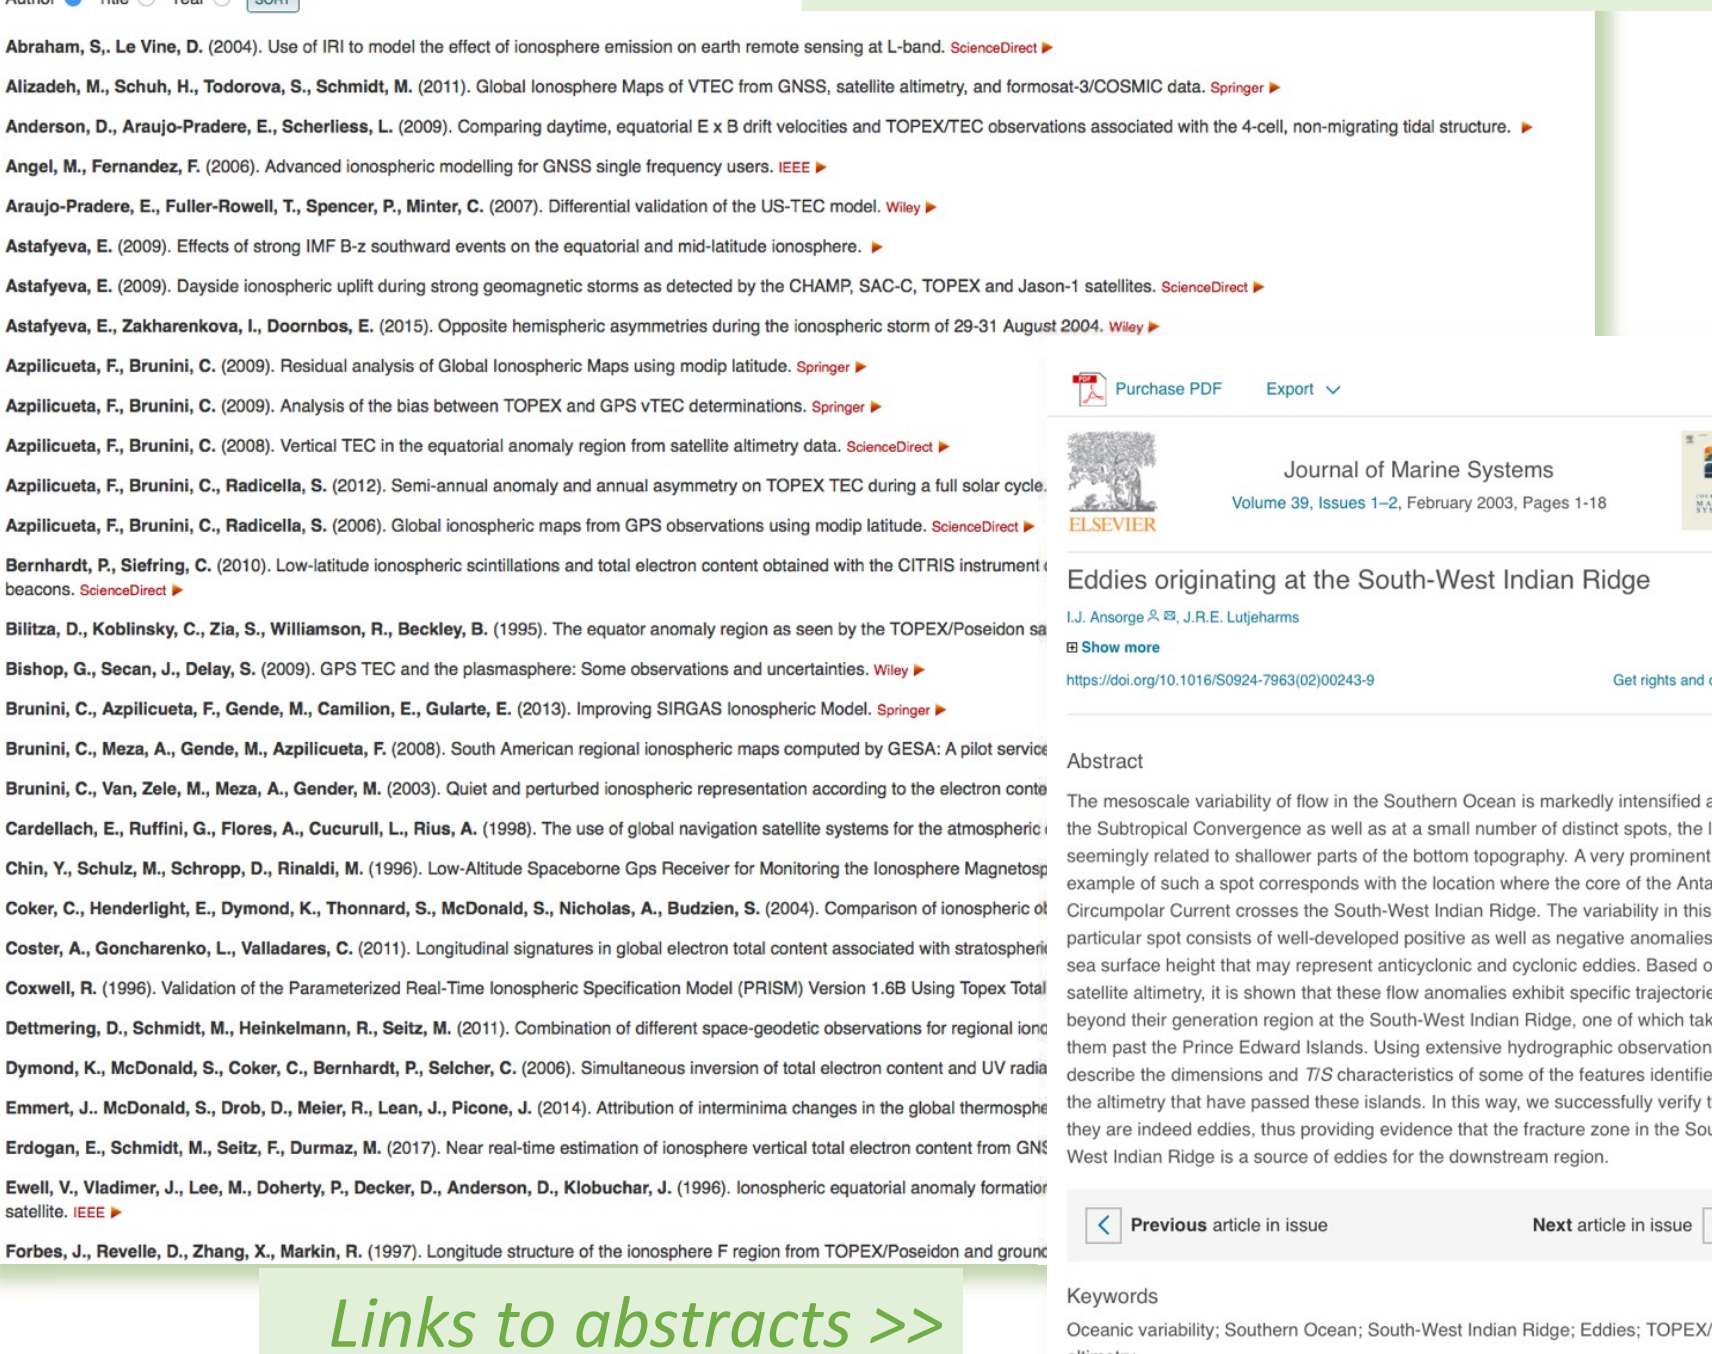 Author Title Year SORT
Abraham, S,. Le Vine, D. (2004). Use of IRI to model the effect of ionosphere emission on earth remote sensing at L-band. ScienceDirect
Alizadeh, M., Schuh, H., Todorova, S., Schmidt, M. (2011). Global Ionosphere Maps of VTEC from GNSS, satellite altimetry, and formosat-3/COSMIC data. Springer
Anderson, D., Araujo-Pradere, E., Scherliess, L. (2009). Comparing daytime, equatorial E x B drift velocities and TOPEX/TEC observations associated with the 4-cell, non-migrating tidal structure.
Angel, M., Fernandez, F. (2006). Advanced ionospheric modelling for GNSS single frequency users. IEEE
Araujo-Pradere, E., Fuller-Rowell, T., Spencer, P., Minter, C. (2007). Differential validation of the US-TEC model. Wiley
Astafyeva, E. (2009). Effects of strong IMF B-z southward events on the equatorial and mid-latitude ionosphere.
Astafyeva, E. (2009). Dayside ionospheric uplift during strong geomagnetic storms as detected by the CHAMP, SAC-C, TOPEX and Jason-1 satellites. ScienceDirect
Astafyeva, E., Zakharenkova, I., Doornbos, E. (2015). Opposite hemispheric asymmetries during the ionospheric storm of 29-31 August 2004. Wiley
Azpilicueta, F., Brunini, C. (2009). Residual analysis of Global Ionospheric Maps using modip latitude. Springer
Azpilicueta, F., Brunini, C. (2009). Analysis of the bias between TOPEX and GPS vTEC determinations. Springer
Azpilicueta, F., Brunini, C. (2008). Vertical TEC in the equatorial anomaly region from satellite altimetry data. ScienceDirect
Azpilicueta, F., Brunini, C., Radicella, S. (2012). Semi-annual anomaly and annual asymmetry on TOPEX TEC during a full solar cycle.
Azpilicueta, F., Brunini, C., Radicella, S. (2006). Global ionospheric maps from GPS observations using modip latitude. ScienceDirect
Bernhardt, P., Siefring, C. (2010). Low-latitude ionospheric scintillations and total electron content obtained with the CITRIS instrument
beacons. ScienceDirect
Bilitza, D., Koblinsky, C., Zia, S., Williamson, R., Beckley, B. (1995). The equator anomaly region as seen by the TOPEX/Poseidon sa
Bishop, G., Secan, J., Delay, S. (2009). GPS TEC and the plasmasphere: Some observations and uncertainties. Wiley
Brunini, C., Azpilicueta, F., Gende, M., Camilion, E., Gularte, E. (2013). Improving SIRGAS Ionospheric Model. Springer
Brunini, C., Meza, A., Gende, M., Azpilicueta, F. (2008). South American regional ionospheric maps computed by GESA: A pilot service
Brunini, C., Van, Zele, M., Meza, A., Gender, M. (2003). Quiet and perturbed ionospheric representation according to the electron conte
Cardellach, E., Ruffini, G., Flores, A., Cucurull, L., Rius, A. (1998). The use of global navigation satellite systems for the atmospheric
Chin, Y., Schulz, M., Schropp, D., Rinaldi, M. (1996). Low-Altitude Spaceborne Gps Receiver for Monitoring the Ionosphere Magnetosp
Coker, C., Henderlight, E., Dymond, K., Thonnard, S., McDonald, S., Nicholas, A., Budzien, S. (2004). Comparison of ionospheric ob
Coster, A., Goncharenko, L., Valladares, C. (2011). Longitudinal signatures in global electron total content associated with stratospheric
Coxwell, R. (1996). Validation of the Parameterized Real-Time Ionospheric Specification Model (PRISM) Version 1.6B Using Topex Total
Dettmering, D., Schmidt, M., Heinkelmann, R., Seitz, M. (2011). Combination of different space-geodetic observations for regional iono
Dymond, K., McDonald, S., Coker, C., Bernhardt, P., Selcher, C. (2006). Simultaneous inversion of total electron content and UV radia
Emmert, J.. McDonald, S., Drob, D., Meier, R., Lean, J., Picone, J. (2014). Attribution of interminima changes in the global thermosphe
Erdogan, E., Schmidt, M., Seitz, F., Durmaz, M. (2017). Near real-time estimation of ionosphere vertical total electron content from GNS
Ewell, V., Vladimer, J., Lee, M., Doherty, P., Decker, D., Anderson, D., Klobuchar, J. (1996). Ionospheric equatorial anomaly formation
satellite. IEEE
Forbes, J., Revelle, D., Zhang, X., Markin, R. (1997). Longitude structure of the ionosphere F region from TOPEX/Poseidon and ground
Links to abstracts >>
PDF Purchase PDF Export
ELSEVIER
Journal of Marine Systems
Volume 39, Issues 1–2, February 2003, Pages 1-18
Eddies originating at the South-West Indian Ridge
I.J. Ansorge, J.R.E. Lutjeharms
Show more
https://doi.org/10.1016/S0924-7963(02)00243-9 Get rights and
Abstract
The mesoscale variability of flow in the Southern Ocean is markedly intensified a
the Subtropical Convergence as well as at a small number of distinct spots, the l
seemingly related to shallower parts of the bottom topography. A very prominent
example of such a spot corresponds with the location where the core of the Anta
Circumpolar Current crosses the South-West Indian Ridge. The variability in this
particular spot consists of well-developed positive as well as negative anomalies
sea surface height that may represent anticyclonic and cyclonic eddies. Based o
satellite altimetry, it is shown that these flow anomalies exhibit specific trajectorie
beyond their generation region at the South-West Indian Ridge, one of which tak
them past the Prince Edward Islands. Using extensive hydrographic observation
describe the dimensions and T/S characteristics of some of the features identifie
the altimetry that have passed these islands. In this way, we successfully verify t
they are indeed eddies, thus providing evidence that the fracture zone in the Sou
West Indian Ridge is a source of eddies for the downstream region.
Previous article in issue Next article in issue
Keywords
Oceanic variability; Southern Ocean; South-West Indian Ridge; Eddies; TOPEX/